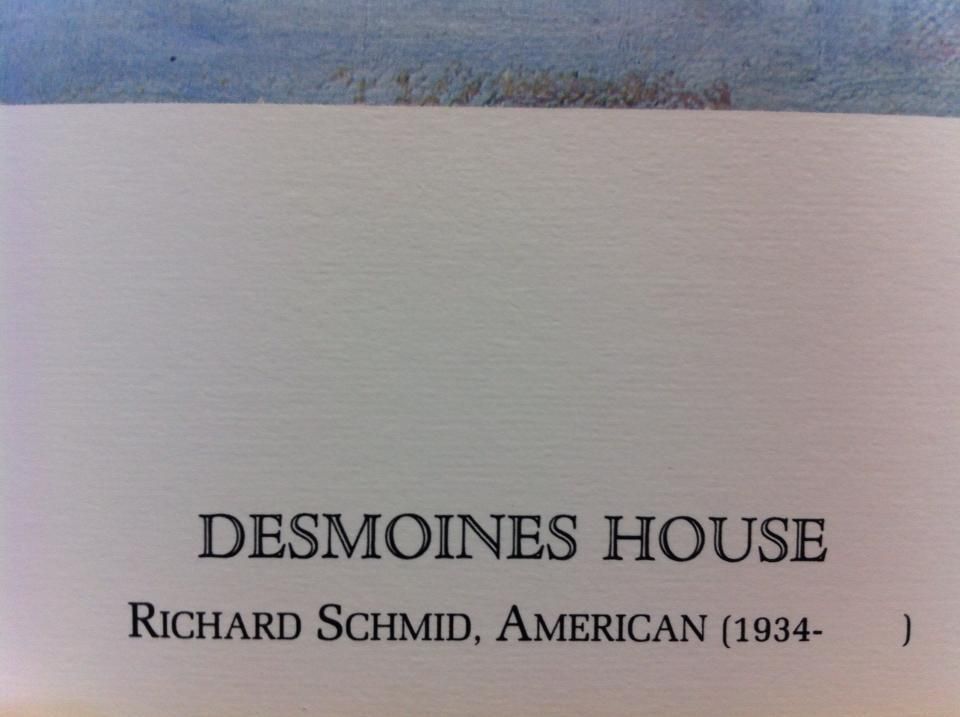 DESMOINES HOUSE
RICHARD SCHMID, AMERICAN (1934- )